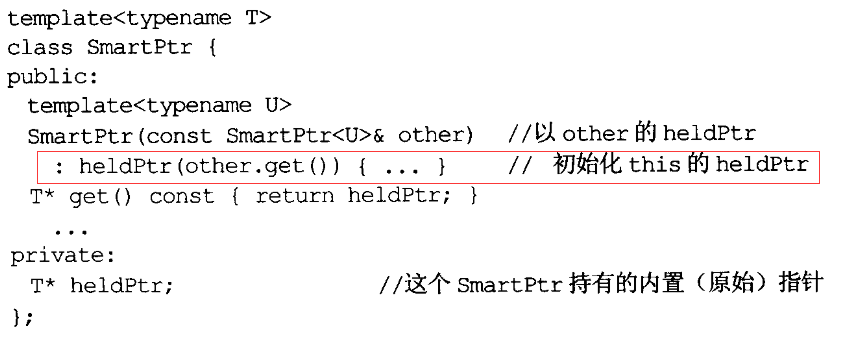 template<typename T>
class SmartPtr {
public:
  template<typename U>
  SmartPtr(const SmartPtr<U>& other)  //以 other 的 heldPtr
    : heldPtr(other.get()) { ... }    // 初始化 this 的 heldPtr
  T* get() const { return heldPtr; }
    ...
private:
  T* heldPtr;    //这个 SmartPtr 持有的内置（原始）指针
};